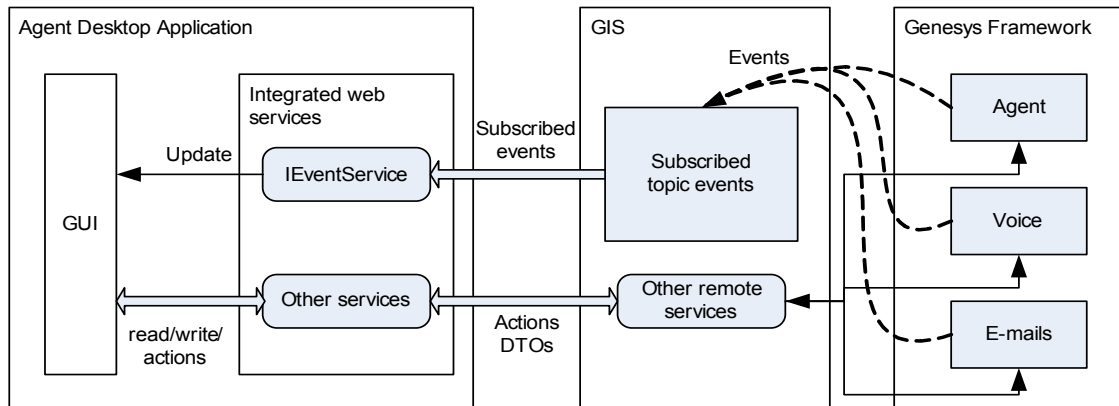 Agent Desktop Application
GIS
Genesys Framework
Events
Integrated web
services
Agent
Subscribed
events
Update
IEventService
Subscribed
topic events
GUI
Voice
Other services
Other remote
services
read/write/
actions
Actions
DTOs
E-mails